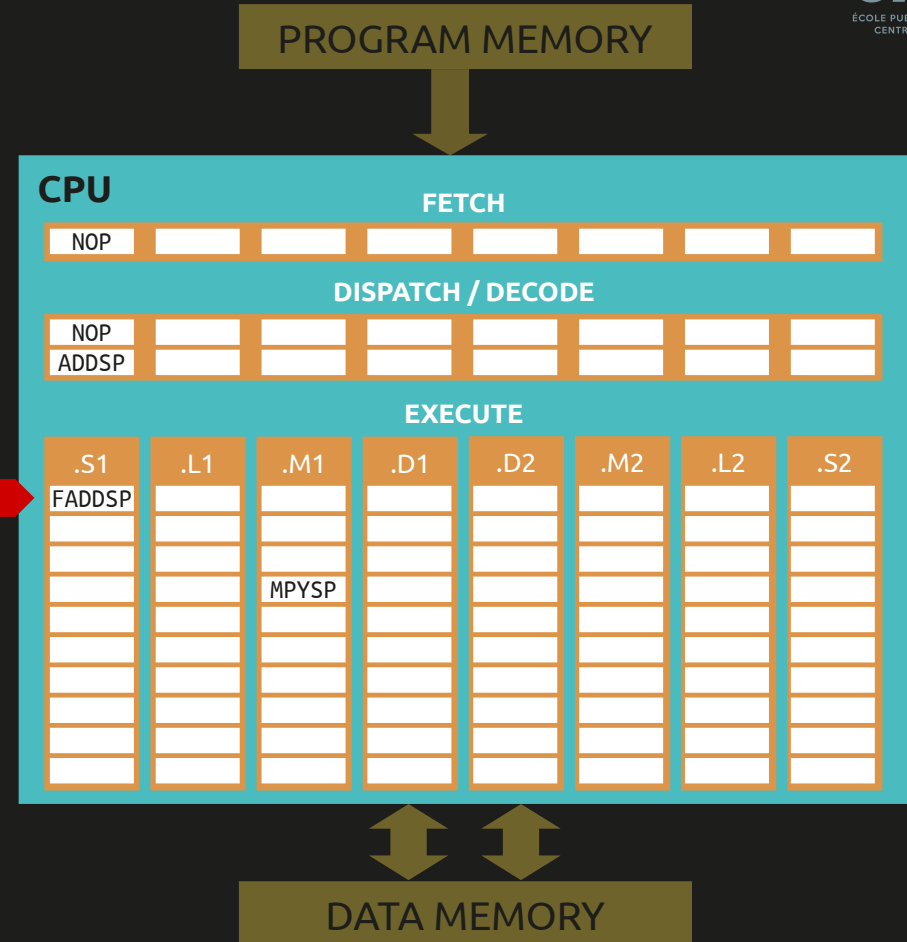 ÉCOLE
CENTR
PROGRAM MEMORY
CPU
FETCH
NOP
DISPATCH / DECODE
NOP
ADDSP
EXECUTE
.S1 .L1 .M1 .D1 .D2 .M2 .L2 .S2
FADDSP
MPYSP
DATA MEMORY